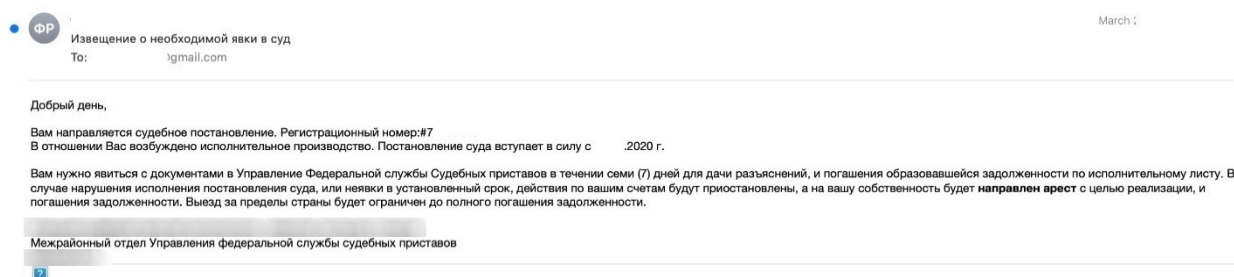 ФР
March
Извещение о необходимой явки в суд
To: @gmail.com
Добрый день,
Вам направляется судебное постановление. Регистрационный номер:#7
В отношении Вас возбуждено исполнительное производство. Постановление суда вступает в силу с .2020 г.
Вам нужно явиться с документами в Управление Федеральной службы Судебных приставов в течении семи (7) дней для дачи разъяснений, и погашения образовавшейся задолженности по исполнительному листу. В
случае нарушения исполнения постановления суда, или неявки в установленный срок, действия по вашим счетам будут приостановлены, а на вашу собственность будет направлен арест с целью реализации, и
погашения задолженности. Выезд за пределы страны будет ограничен до полного погашения задолженности.
Межрайонный отдел Управления федеральной службы судебных приставов
?